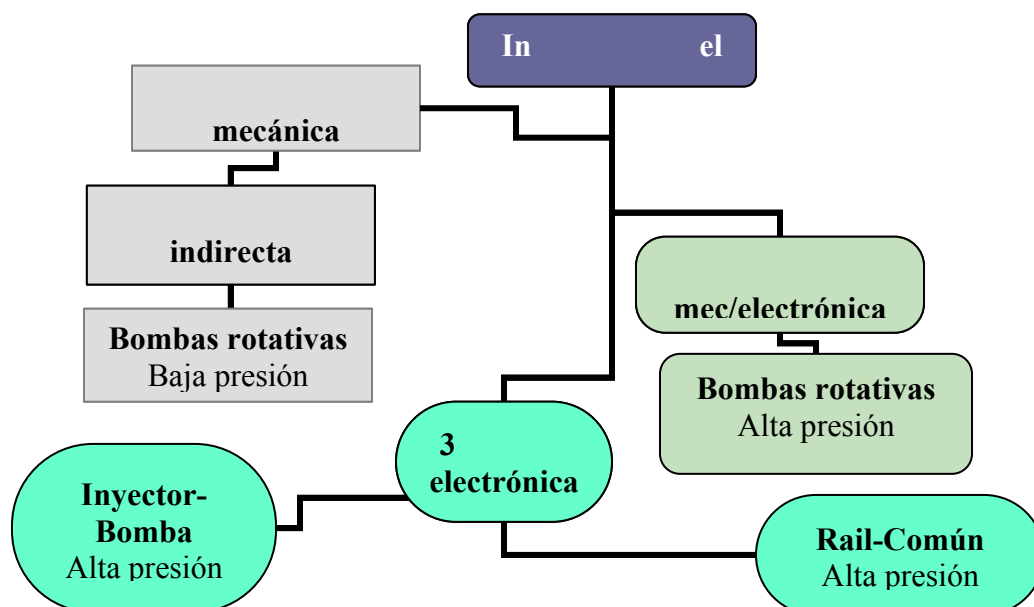 In el
mecánica
indirecta
Bombas rotativas
Baja presión
mec/electrónica
Bombas rotativas
Alta presión
3
electrónica
Inyector-
Bomba
Alta presión
Rail-Común
Alta presión